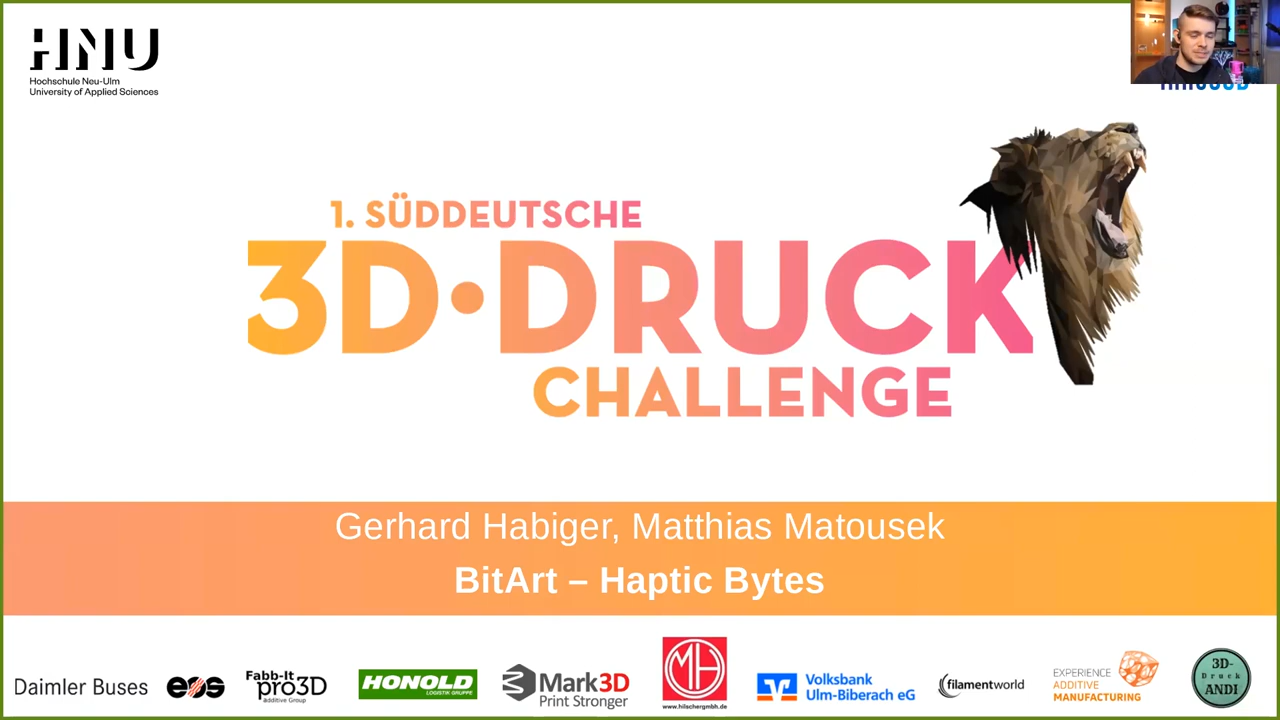 HNU
Hochschule Neu-Ulm
University of Applied Sciences
1. SÜDDEUTSCHE
3D·DRUCK
CHALLENGE
Gerhard Habiger, Matthias Matousek
BitArt – Haptic Bytes
Daimler Buses
eos
Fabb-It
pro3D
additive Group
HONOLD
LOGISTIK GRUPPE
Mark3D
Print Stronger
MH
www.hilschergmbh.de
Volksbank
Ulm-Biberach eG
filamentworld
EXPERIENCE
ADDITIVE
MANUFACTURING
3D-
Druck
ANDI